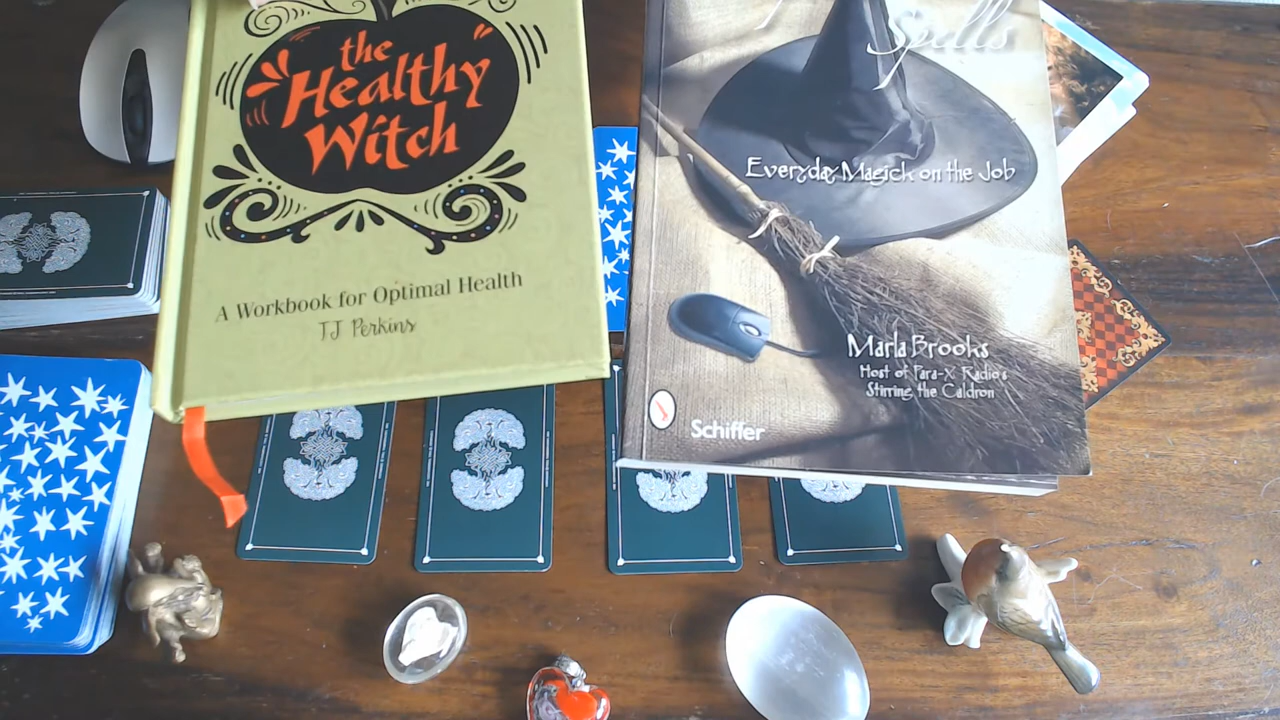 the
Healthy
Witch
A Workbook for Optimal Health
TJ Perkins
Spells
Everyday Magick on the Job
Marla Brooks
Host of Para-X Radio's
Stirring the Caldron
Schiffer